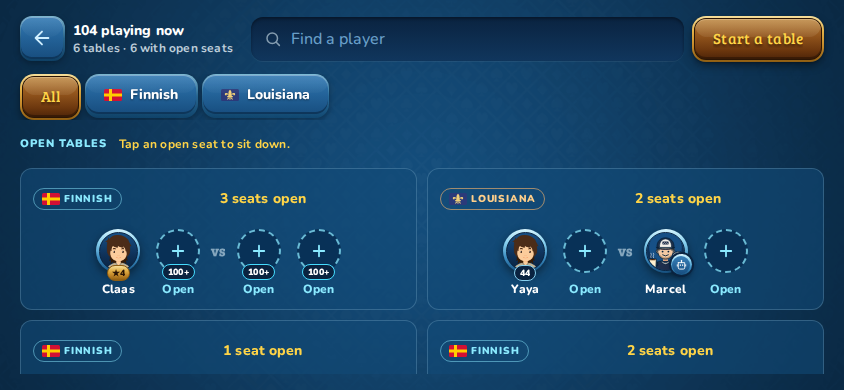 104 playing now
6 tables · 6 with open seats
Find a player
Start a table
All
Finnish
Louisiana
OPEN TABLES Tap an open seat to sit down.
FINNISH
3 seats open
★4
100+
vs
100+
100+
Claas
Open
Open
Open
LOUISIANA
2 seats open
44
vs
Yaya
Open
Marcel
Open
FINNISH
1 seat open
FINNISH
2 seats open